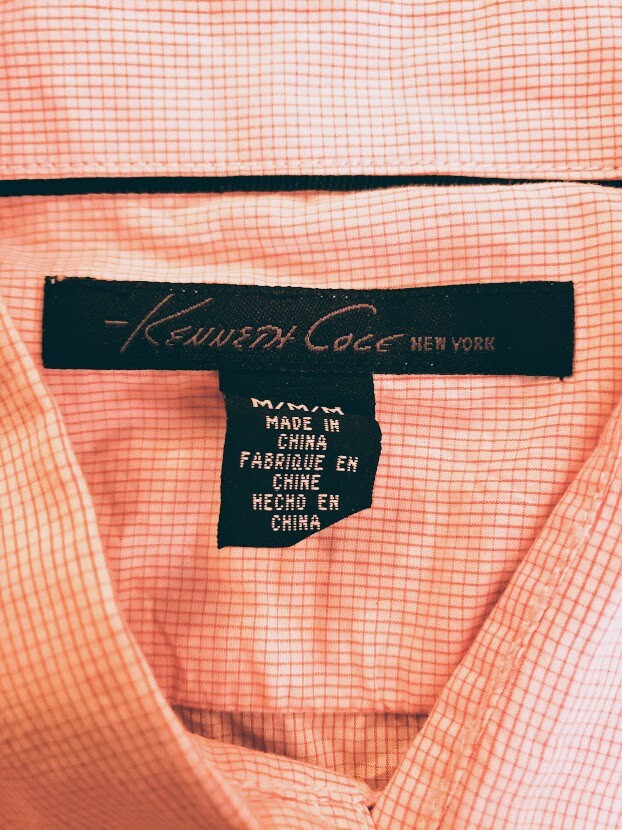 Kenneth Cole NEW YORK
M/M/M
MADE IN
CHINA
FABRIQUE EN
CHINE
HECHO EN
CHINA